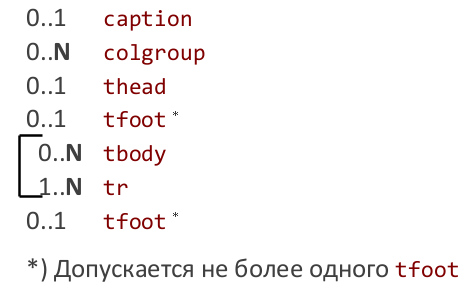 0..1 caption
0..N colgroup
0..1 thead
0..1 tfoot *
0..N tbody
1..N tr
0..1 tfoot *
*) Допускается не более одного tfoot